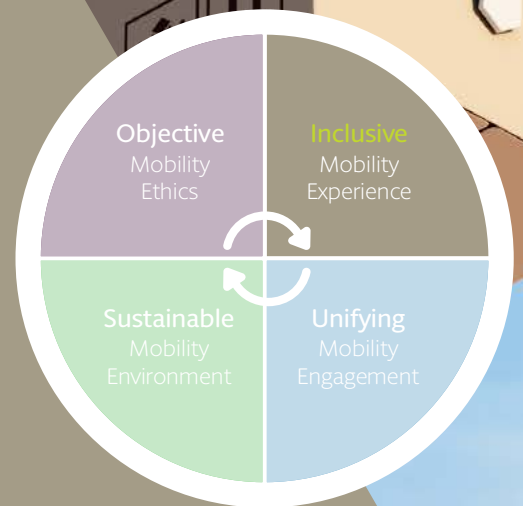 Objective
Mobility
Ethics
Inclusive
Mobility
Experience
Sustainable
Mobility
Environment
Unifying
Mobility
Engagement